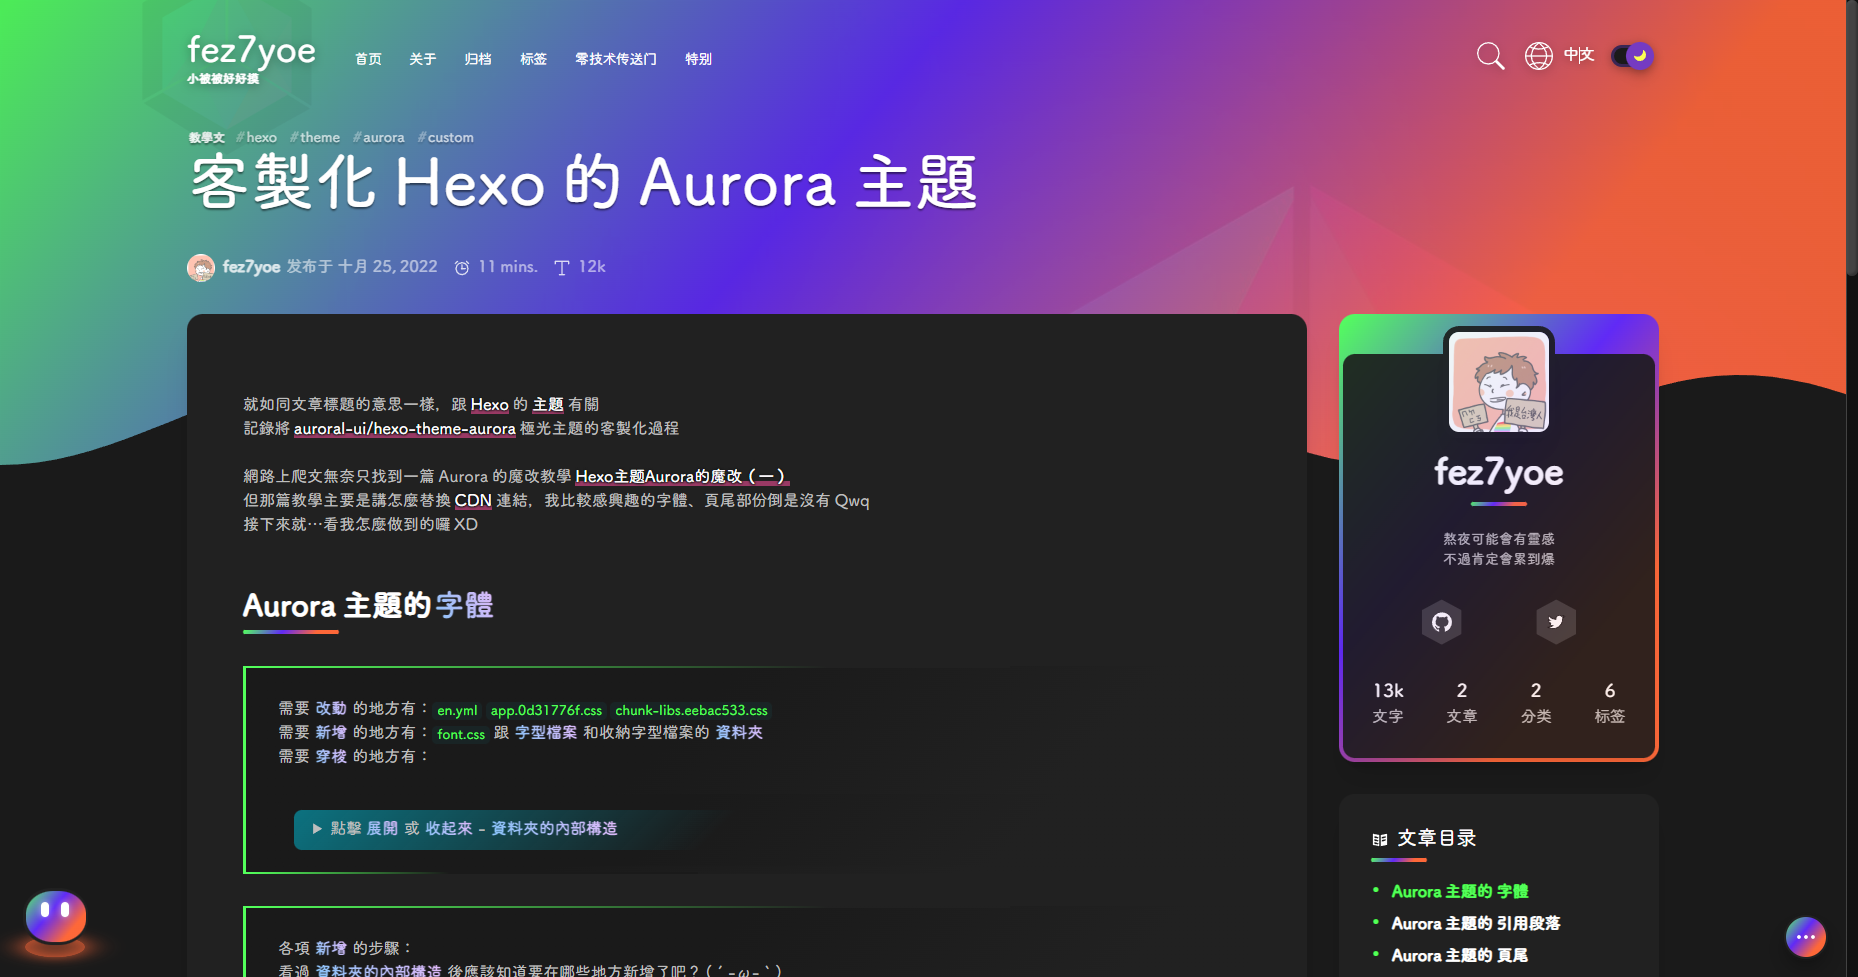 fez7yoe
小被被好好摸
首页 关于 归档 标签 零技术传送门 特别
中文
教學文 #hexo #theme #aurora #custom
客製化 Hexo 的 Aurora 主題
fez7yoe 发布于 十月 25, 2022 11 mins. 12k
就如同文章標題的意思一樣，跟 Hexo 的 主題 有關
記錄將 auroral-ui/hexo-theme-aurora 極光主題的客製化過程
網路上爬文無奈只找到一篇 Aurora 的魔改教學 Hexo主题Aurora的魔改（一）
但那篇教學主要是講怎麼替換 CDN 連結，我比較感興趣的字體、頁尾部份倒是沒有 Qwq
接下來就…看我怎麼做到的囉 XD
Aurora 主題的 字體
需要 改動 的地方有： en.yml app.0d31776f.css chunk-libs.eebac533.css
需要 新增 的地方有： font.css 跟 字型檔案 和收納字型檔案的 資料夾
需要 穿梭 的地方有：
▶ 點擊 展開 或 收起來 - 資料夾的內部構造
各項 新增 的步驟：
看過 資料夾的內部構造 後應該知道要在哪些地方新增了吧？( ´-ω-` )
fez7yoe
熬夜可能會有靈感
不過肯定會累到爆
13k 2 2 6
文字 文章 分类 标签
文章目录
• Aurora 主題的 字體
• Aurora 主題的 引用段落
• Aurora 主題的 頁尾